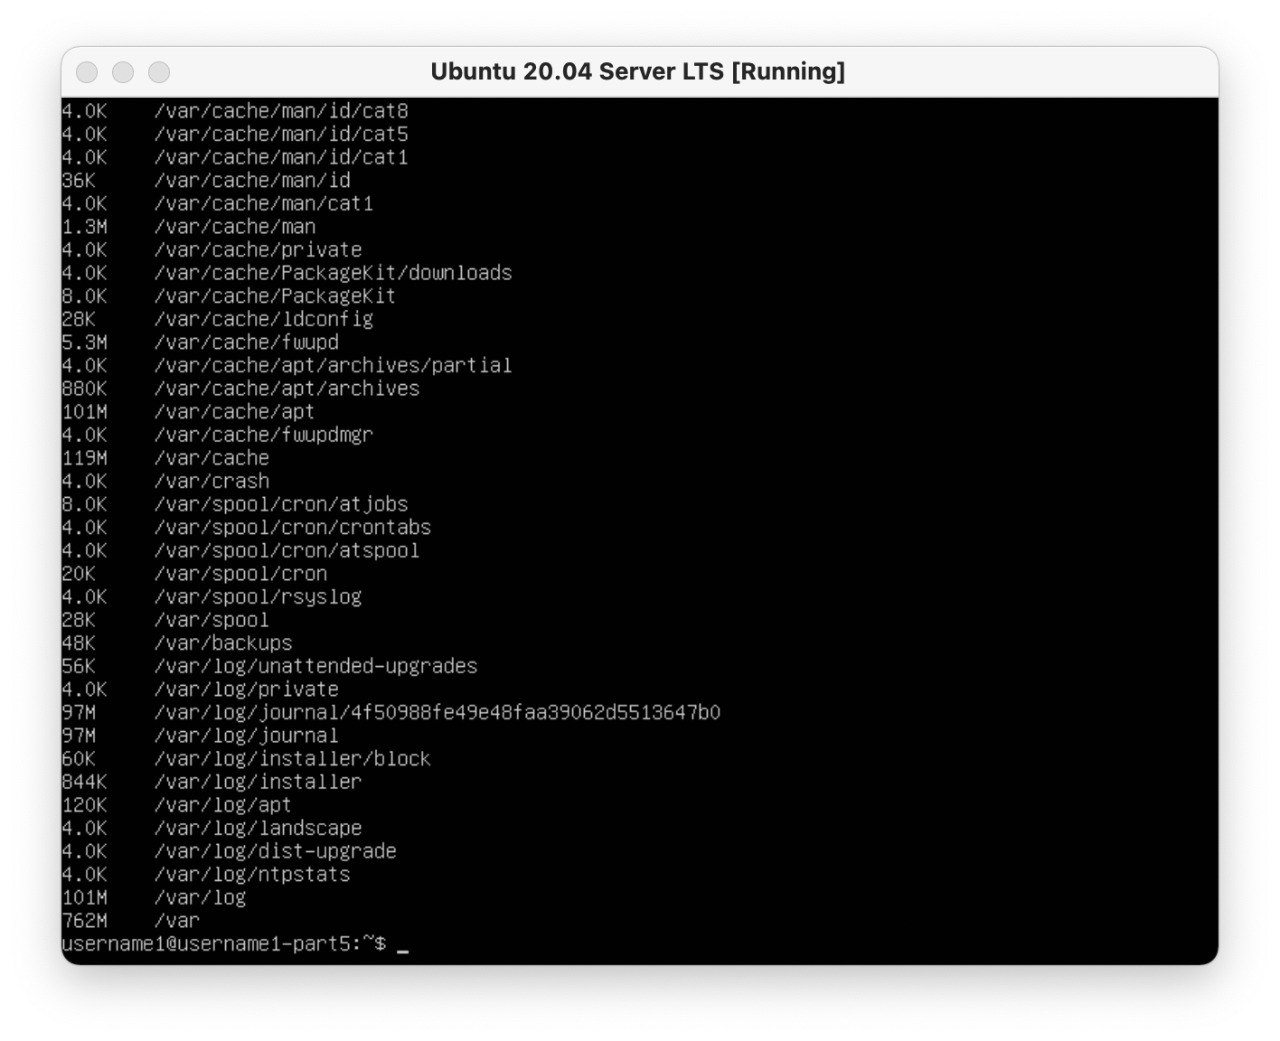 Ubuntu 20.04 Server LTS [Running]
4.0K /var/cache/man/id/cat8
4.0K /var/cache/man/id/cat5
4.0K /var/cache/man/id/cat1
36K /var/cache/man/id
4.0K /var/cache/man/cat1
1.3M /var/cache/man
4.0K /var/cache/private
4.0K /var/cache/PackageKit/downloads
8.0K /var/cache/PackageKit
28K /var/cache/ldconfig
5.3M /var/cache/fwupd
4.0K /var/cache/apt/archives/partial
880K /var/cache/apt/archives
101M /var/cache/apt
4.0K /var/cache/fwupdmgr
119M /var/cache
4.0K /var/crash
8.0K /var/spool/cron/atjobs
4.0K /var/spool/cron/crontabs
4.0K /var/spool/cron/atspool
20K /var/spool/cron
4.0K /var/spool/rsyslog
28K /var/spool
48K /var/backups
56K /var/log/unattended-upgrades
4.0K /var/log/private
97M /var/log/journal/4f50988fe49e48faa39062d5513647b0
97M /var/log/journal
60K /var/log/installer/block
844K /var/log/installer
120K /var/log/apt
4.0K /var/log/landscape
4.0K /var/log/dist-upgrade
4.0K /var/log/ntpstats
101M /var/log
762M /var
username1@username1-part5:~$ _